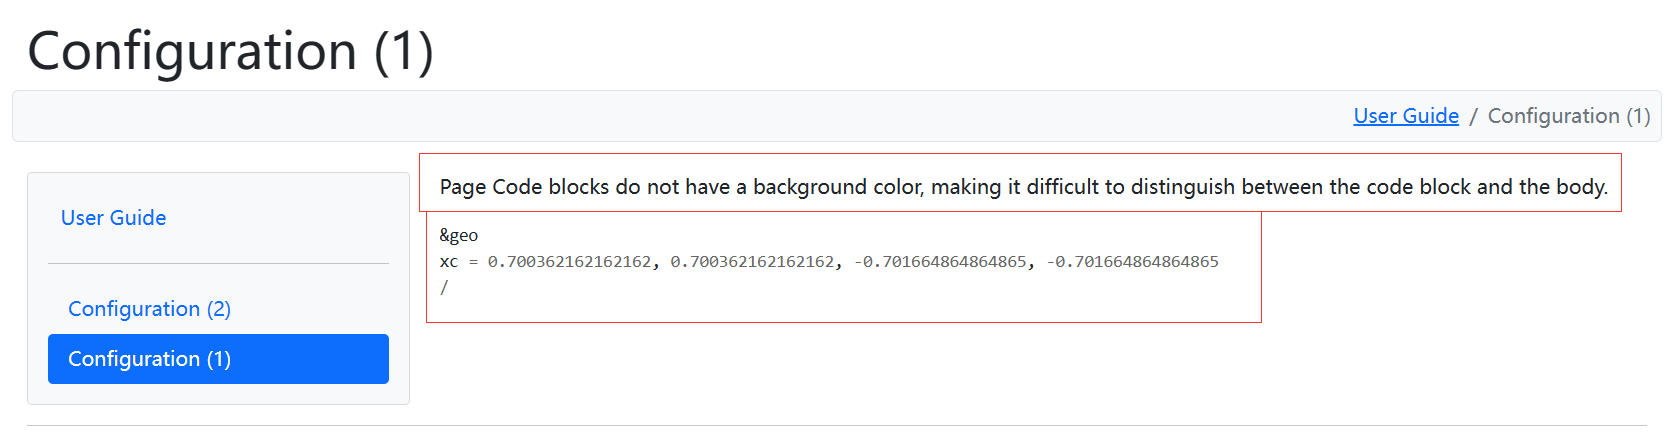 Configuration (1)
User Guide / Configuration (1)
User Guide
Configuration (2)
Configuration (1)
Page Code blocks do not have a background color, making it difficult to distinguish between the code block and the body.
&geo
xc = 0.700362162162162, 0.700362162162162, -0.701664864864865, -0.701664864864865
/